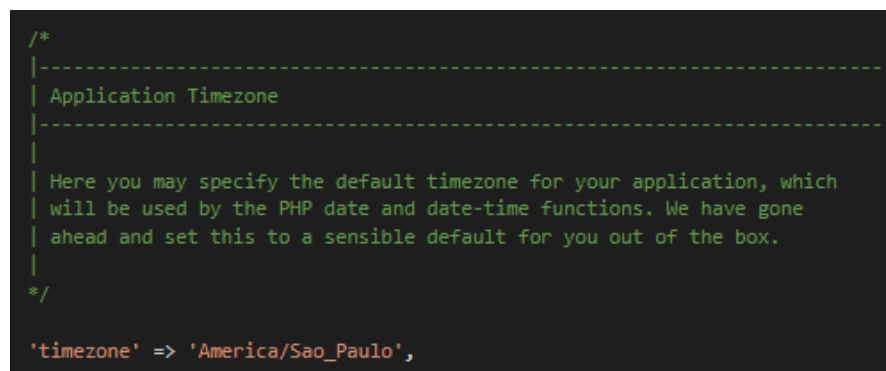 /*
|--------------------------------------------------------------------------
| Application Timezone
|--------------------------------------------------------------------------
|
| Here you may specify the default timezone for your application, which
| will be used by the PHP date and date-time functions. We have gone
| ahead and set this to a sensible default for you out of the box.
|
*/
'timezone' => 'America/Sao_Paulo',